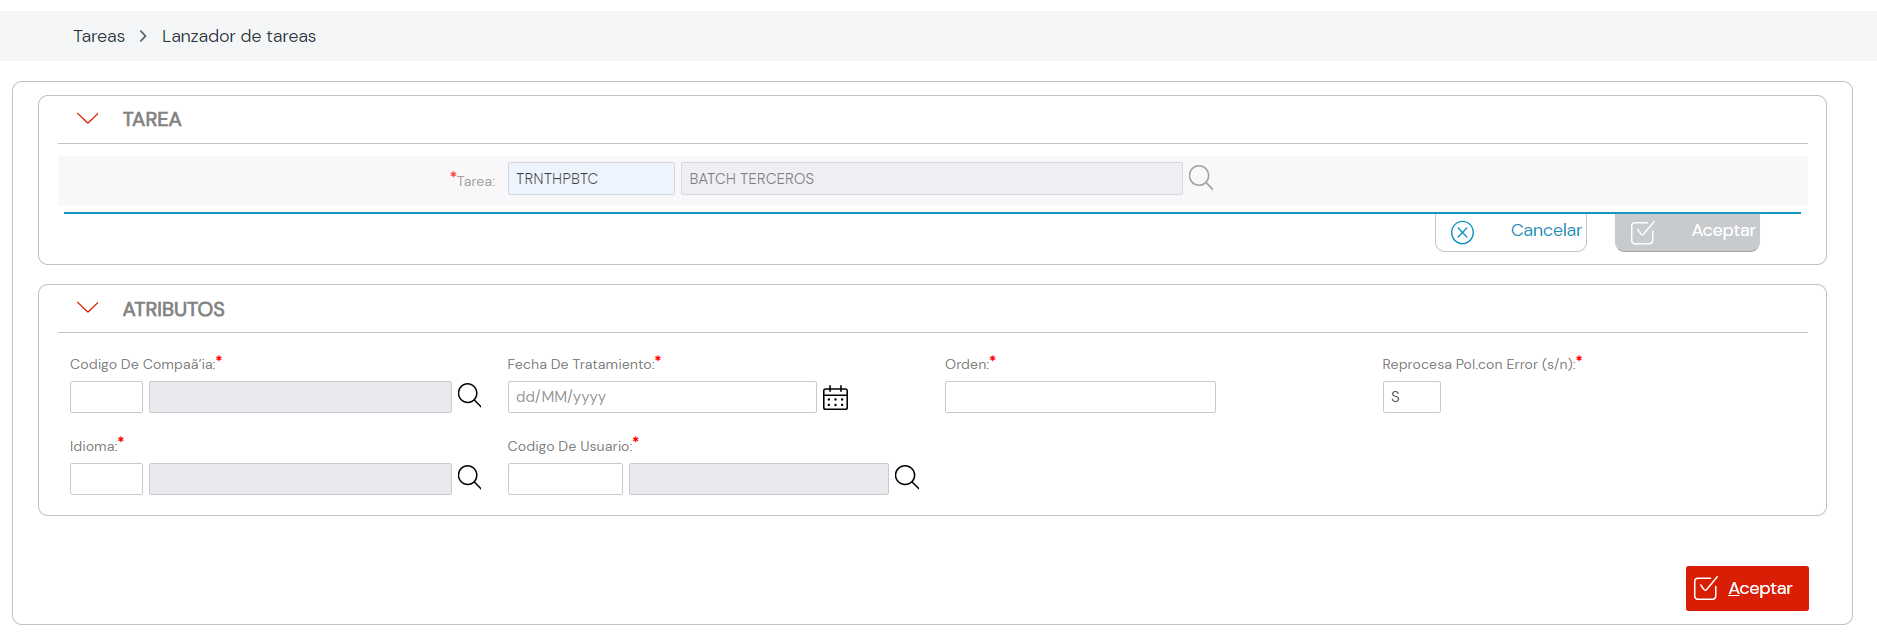 Tareas > Lanzador de tareas
TAREA
*Tarea: TRNTHPBTC BATCH TERCEROS
Cancelar Aceptar
ATRIBUTOS
Codigo De Compaã‘ia:* Fecha De Tratamiento:* Orden:* Reprocesa Pol.con Error (s/n):*
dd/MM/yyyy S
Idioma:* Codigo De Usuario:*
Aceptar